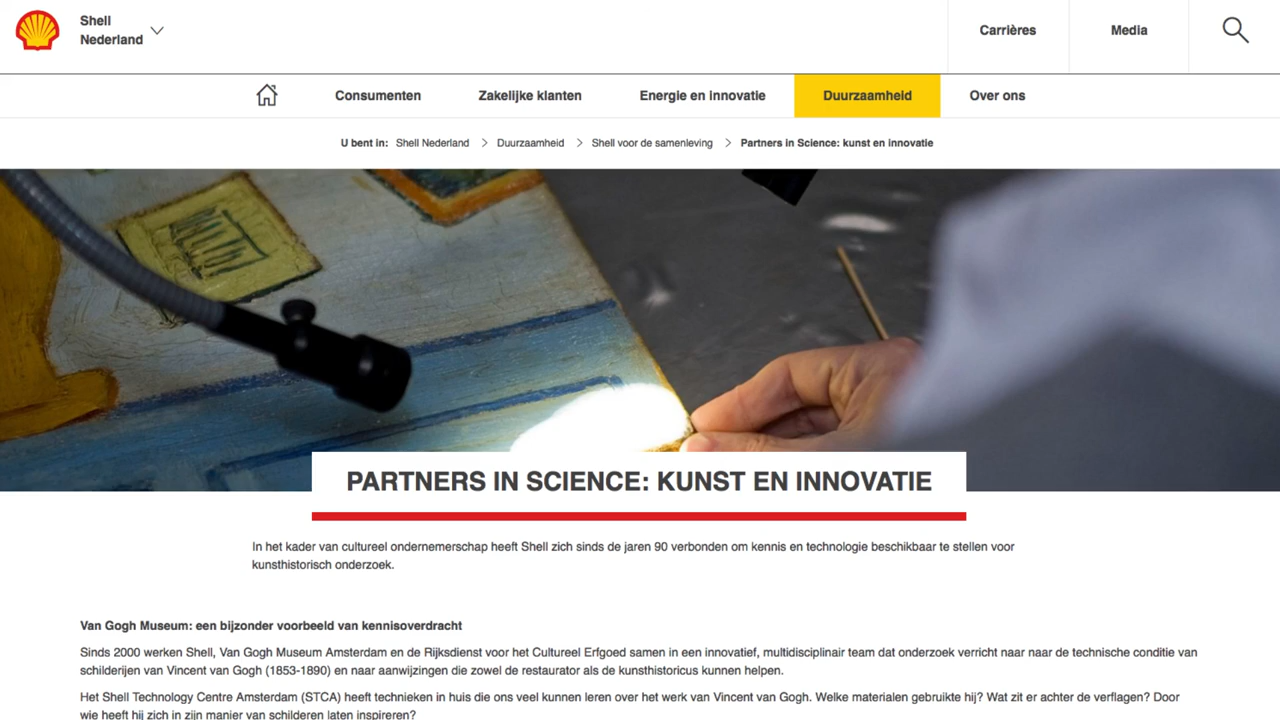 Shell
Nederland
Carrières
Media
Consumenten
Zakelijke klanten
Energie en innovatie
Duurzaamheid
Over ons
U bent in: Shell Nederland > Duurzaamheid > Shell voor de samenleving > Partners in Science: kunst en innovatie
PARTNERS IN SCIENCE: KUNST EN INNOVATIE
In het kader van cultureel ondernemerschap heeft Shell zich sinds de jaren 90 verbonden om kennis en technologie beschikbaar te stellen voor
kunsthistorisch onderzoek.
Van Gogh Museum: een bijzonder voorbeeld van kennisoverdracht
Sinds 2000 werken Shell, Van Gogh Museum Amsterdam en de Rijksdienst voor het Cultureel Erfgoed samen in een innovatief, multidisciplinair team dat onderzoek verricht naar naar de technische conditie van
schilderijen van Vincent van Gogh (1853-1890) en naar aanwijzingen die zowel de restaurator als de kunsthistoricus kunnen helpen.
Het Shell Technology Centre Amsterdam (STCA) heeft technieken in huis die ons veel kunnen leren over het werk van Vincent van Gogh. Welke materialen gebruikte hij? Wat zit er achter de verflagen? Door
wie heeft hij zich in zijn manier van schilderen laten inspireren?